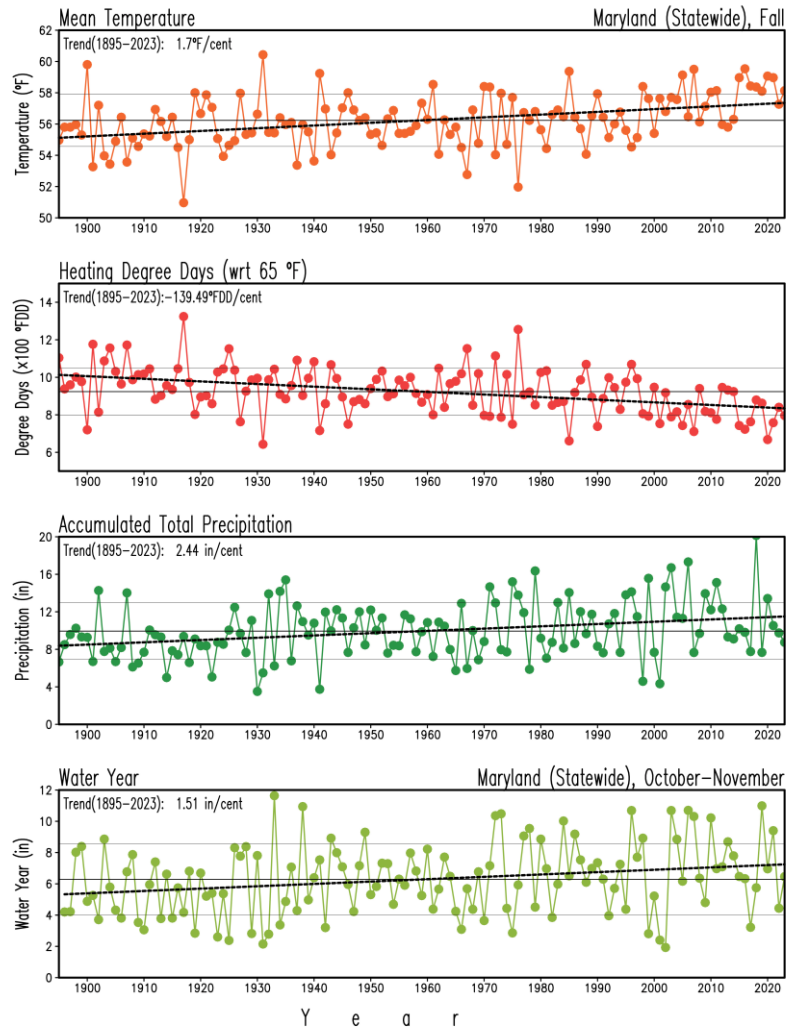 Mean Temperature Maryland (Statewide), Fall
Trend(1895-2023): 1.7°F/cent
Temperature (°F)
62
60
58
56
54
52
50
1900 1910 1920 1930 1940 1950 1960 1970 1980 1990 2000 2010 2020
Heating Degree Days (wrt 65 °F)
Trend(1895-2023):-139.49°FDD/cent
Degree Days (x100 °FDD)
14
12
10
8
6
1900 1910 1920 1930 1940 1950 1960 1970 1980 1990 2000 2010 2020
Accumulated Total Precipitation
Trend(1895-2023): 2.44 in/cent
Precipitation (in)
20
16
12
8
4
0
1900 1910 1920 1930 1940 1950 1960 1970 1980 1990 2000 2010 2020
Water Year Maryland (Statewide), October-November
Trend(1895-2023): 1.51 in/cent
Water Year (in)
12
10
8
6
4
2
0
1900 1910 1920 1930 1940 1950 1960 1970 1980 1990 2000 2010 2020
Y e a r